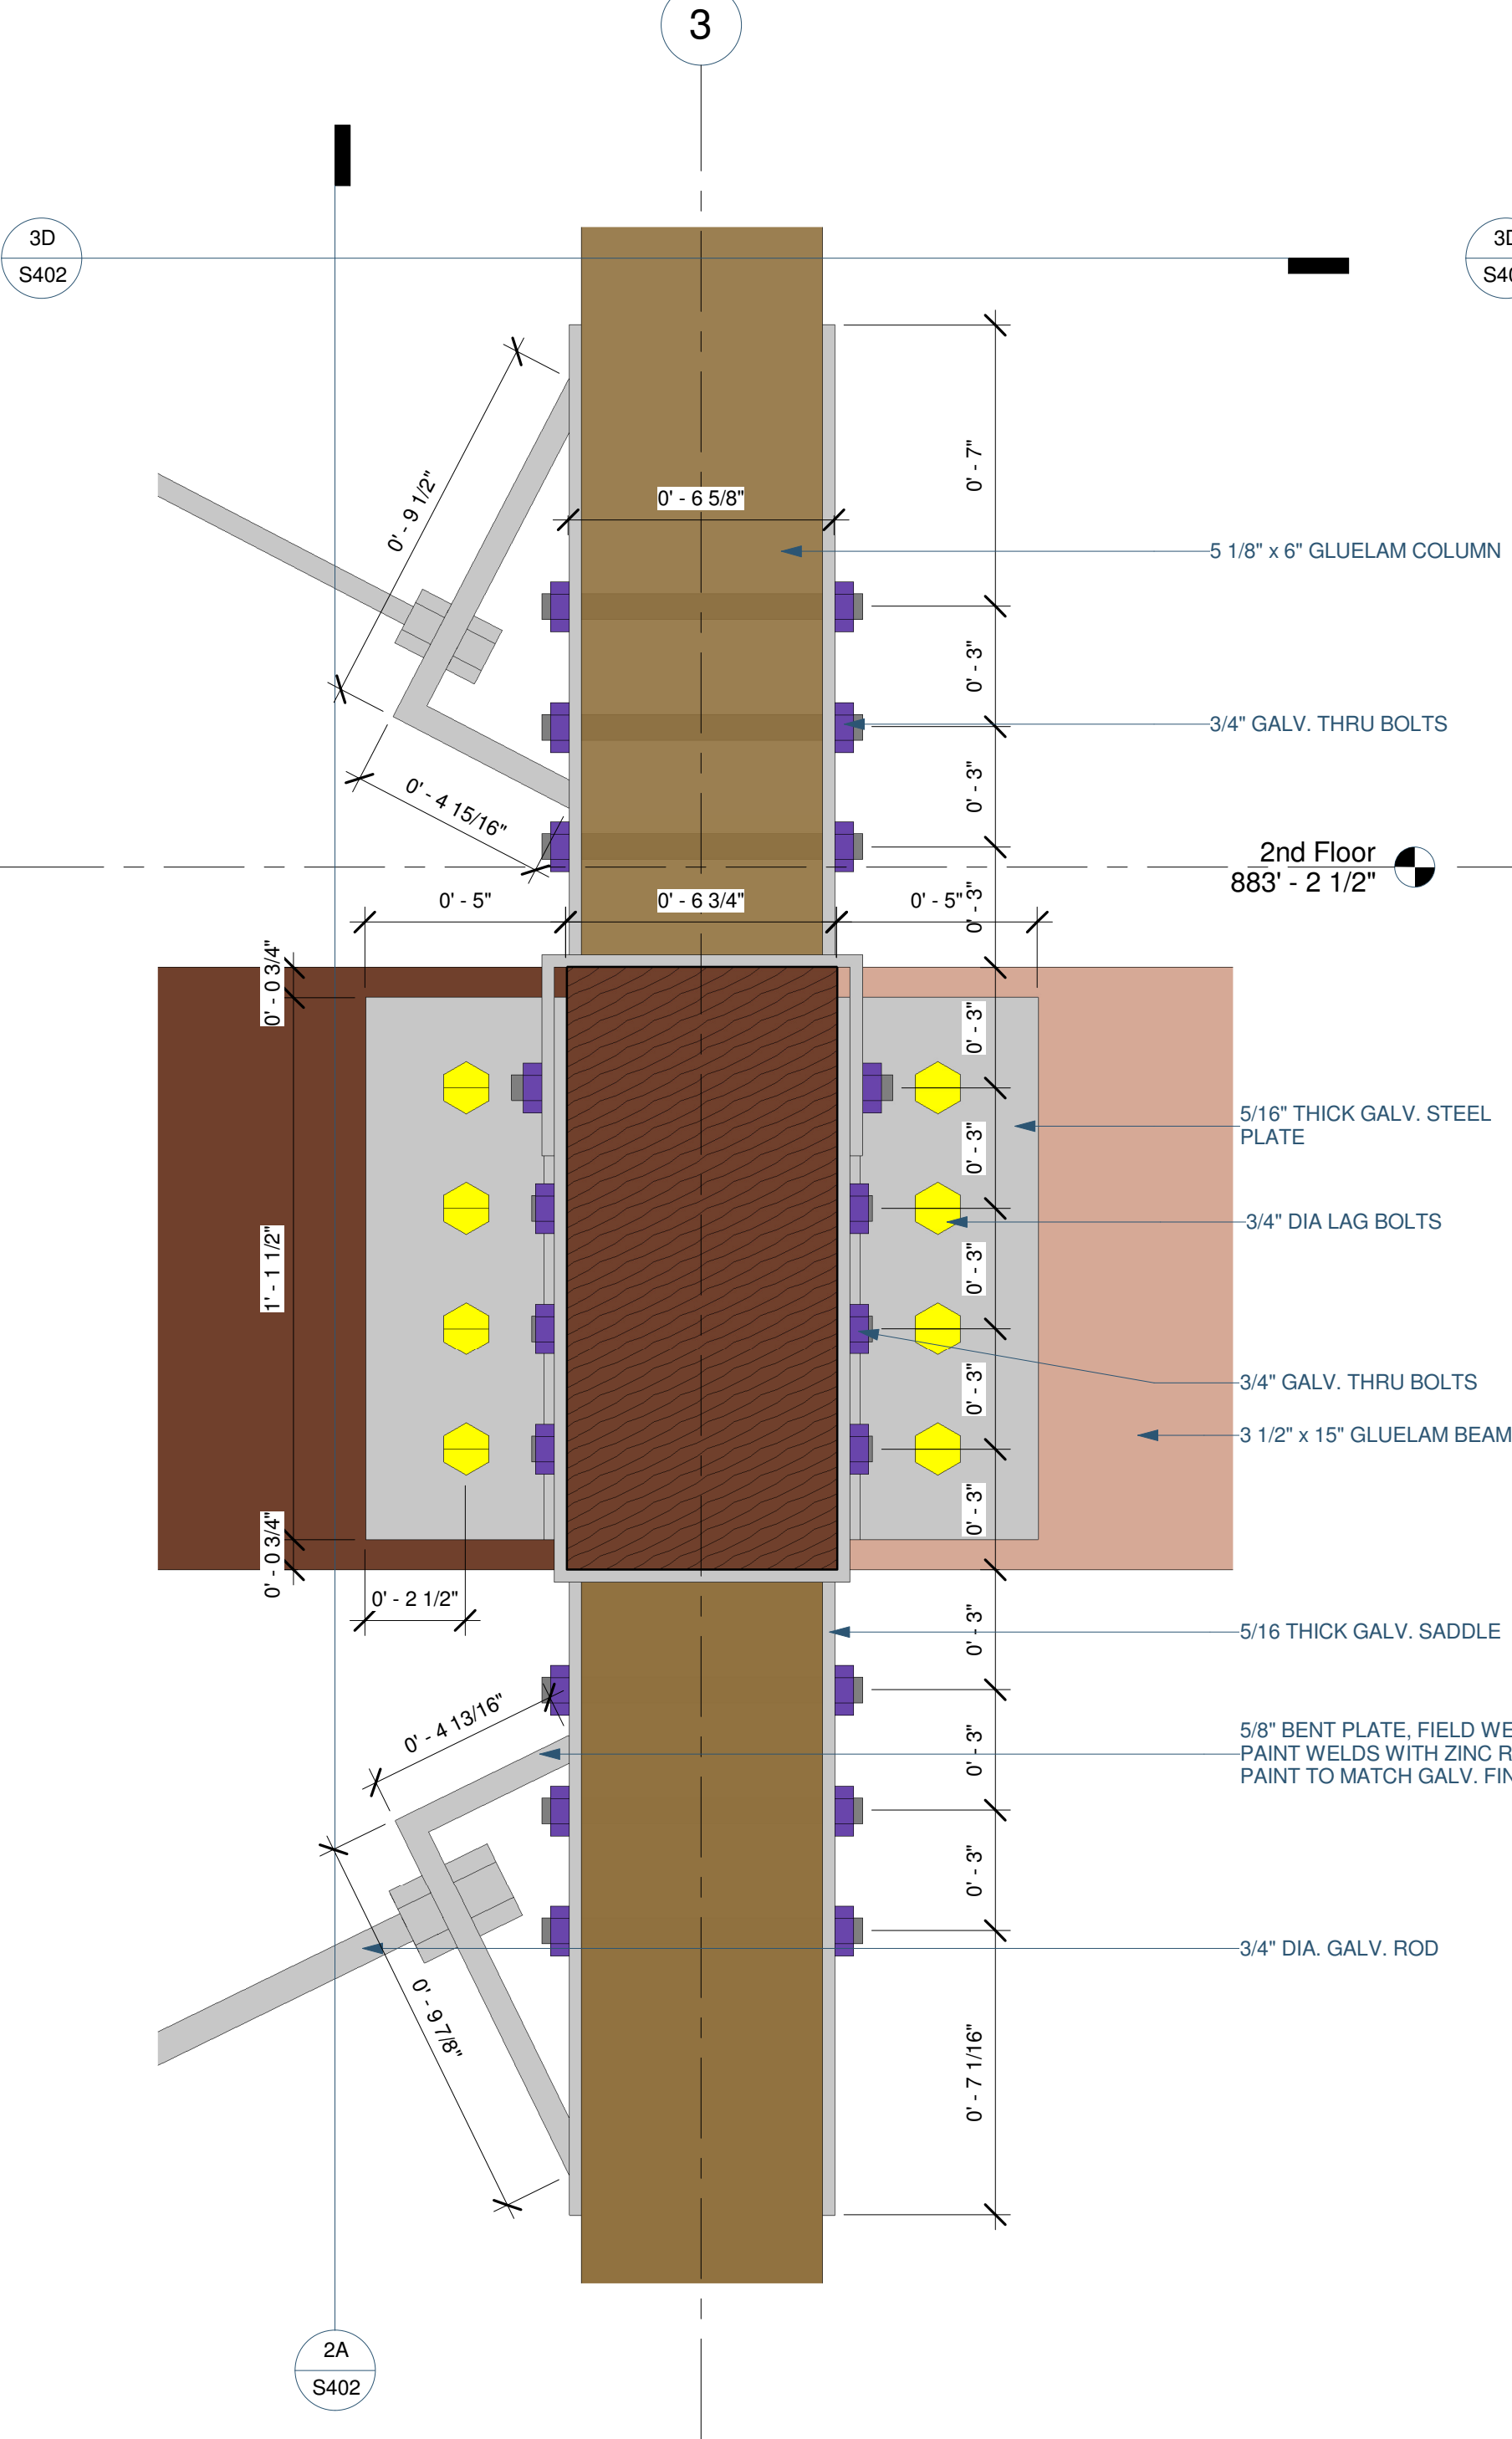 3
3D
S402
S40
0' - 9 1/2"
0' - 7"
0' - 6 5/8"
5 1/8" x 6" GLUELAM COLUMN
0' - 3"
3/4" GALV. THRU BOLTS
0' - 3"
0' - 4 15/16"
2nd Floor
883' - 2 1/2"
0' - 5"
0' - 6 3/4"
0' - 5"
0' - 3"
0' - 0 3/4"
0' - 3"
5/16" THICK GALV. STEEL
PLATE
0' - 3"
3/4" DIA LAG BOLTS
1' - 1 1/2"
0' - 3"
3/4" GALV. THRU BOLTS
0' - 3"
3 1/2" x 15" GLUELAM BEAM
0' - 3"
0' - 0 3/4"
0' - 2 1/2"
0' - 3"
5/16 THICK GALV. SADDLE
0' - 4 13/16"
0' - 3"
5/8" BENT PLATE, FIELD WE
PAINT WELDS WITH ZINC R
PAINT TO MATCH GALV. FIN
0' - 3"
3/4" DIA. GALV. ROD
0' - 9 7/8"
0' - 7 1/16"
2A
S402